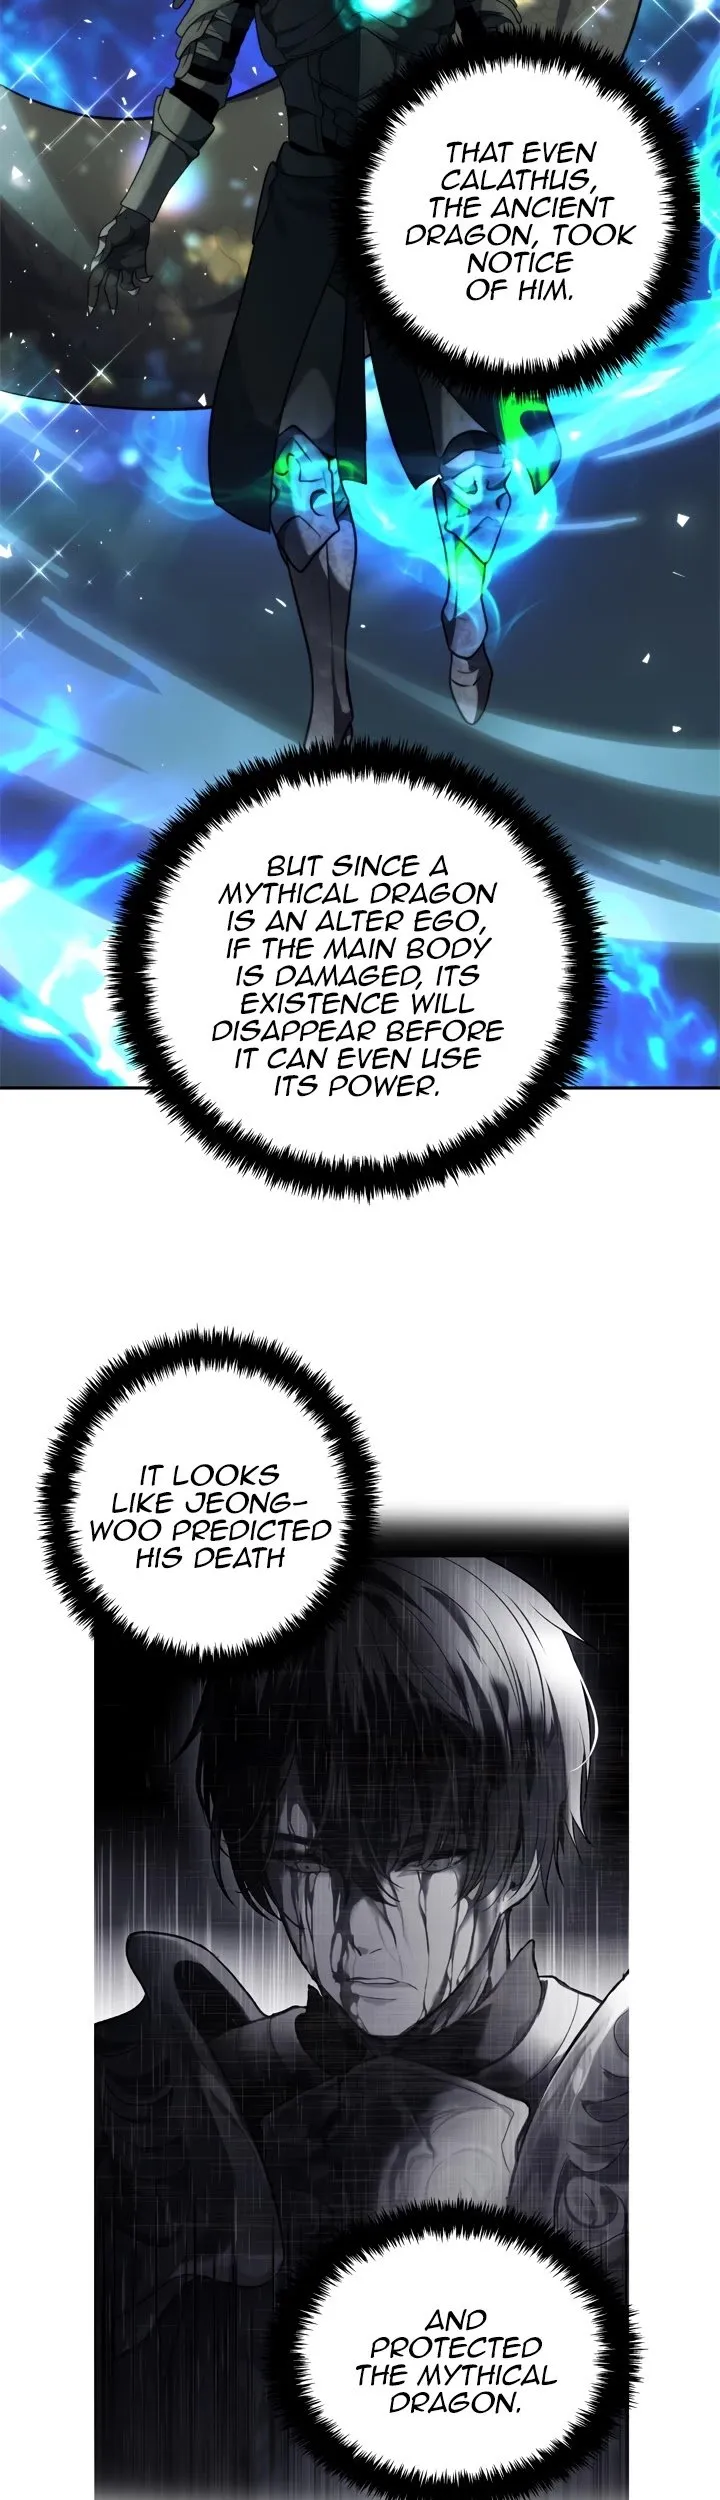 THAT EVEN
CALATHUS,
THE ANCIENT
DRAGON, TOOK
NOTICE
OF HIM.
BUT SINCE A
MYTHICAL DRAGON
IS AN ALTER EGO,
IF THE MAIN BODY
IS DAMAGED, ITS
EXISTENCE WILL
DISAPPEAR BEFORE
IT CAN EVEN USE
ITS POWER.
IT LOOKS
LIKE JEONG-
WOO PREDICTED
HIS DEATH
AND
PROTECTED
THE MYTHICAL
DRAGON.